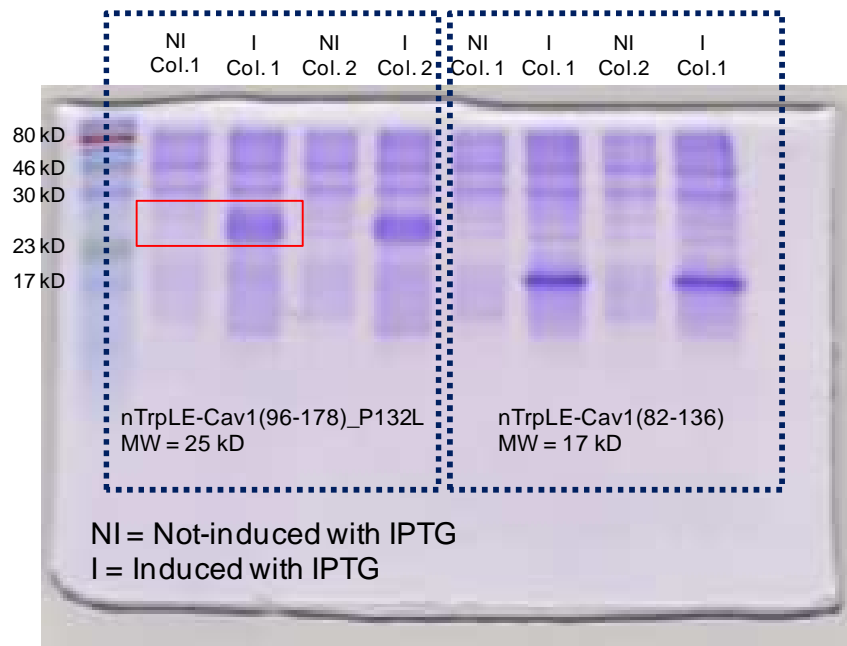 NI I NI I NI I NI I
Col.1 Col. 1 Col. 2 Col. 2 Col. 1 Col. 1 Col.2 Col.1
80 kD
46 kD
30 kD
23 kD
17 kD
nTrpLE-Cav1(96-178)_P132L
MW = 25 kD
nTrpLE-Cav1(82-136)
MW = 17 kD
NI = Not-induced with IPTG
I = Induced with IPTG